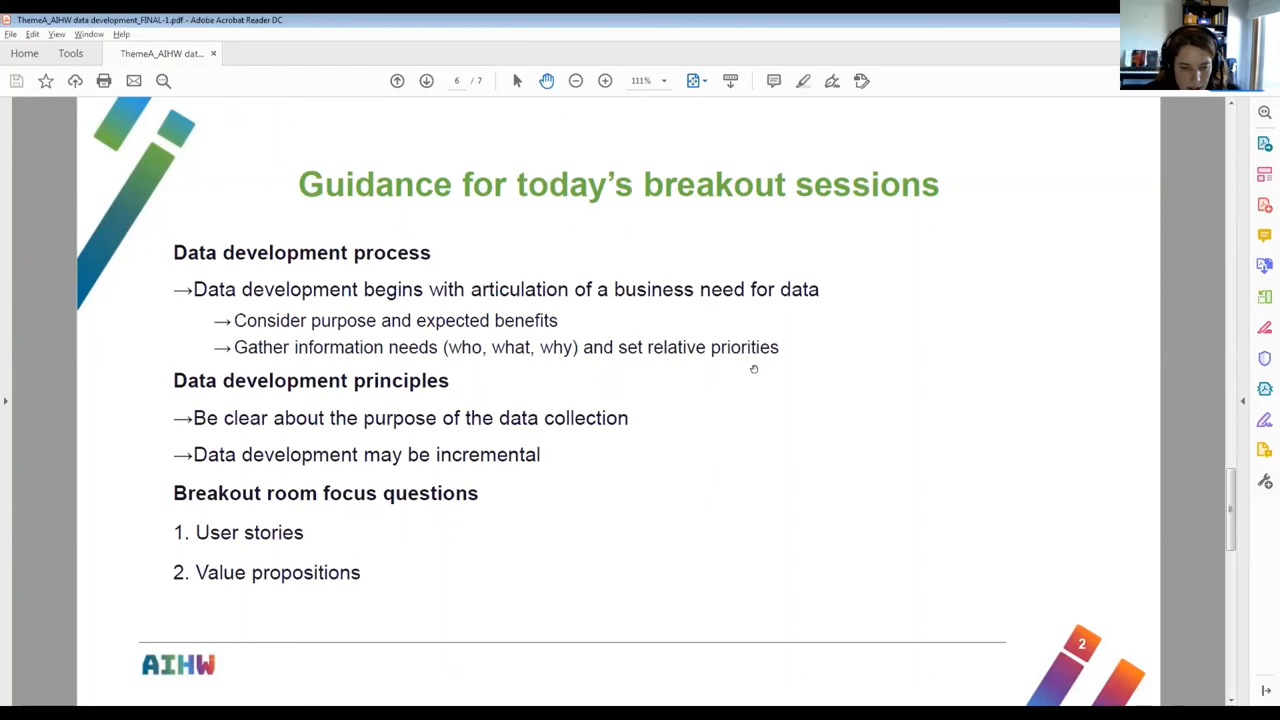 ThemeA_AIHW data development_FINAL-1.pdf - Adobe Acrobat Reader DC
File Edit View Window Help
Home Tools ThemeA_AIHW dat... ×
6 / 7 111%
Guidance for today's breakout sessions
Data development process
→Data development begins with articulation of a business need for data
→Consider purpose and expected benefits
→Gather information needs (who, what, why) and set relative priorities
Data development principles
→Be clear about the purpose of the data collection
→Data development may be incremental
Breakout room focus questions
1. User stories
2. Value propositions
AIHW
2